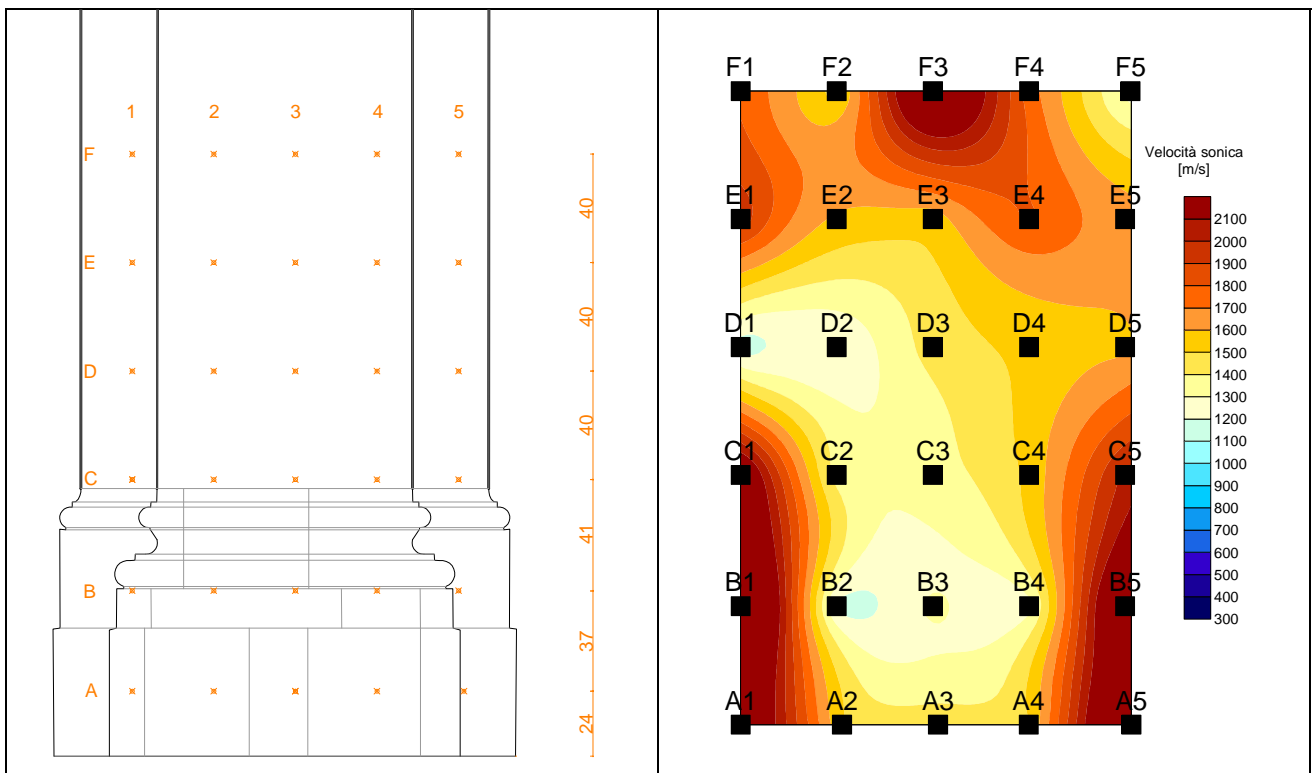 1 2 3 4 5
F
E
D
C
B
A
40
40
40
41
37
24
F1 F2 F3 F4 F5
E1 E2 E3 E4 E5
D1 D2 D3 D4 D5
C1 C2 C3 C4 C5
B1 B2 B3 B4 B5
A1 A2 A3 A4 A5
Velocità sonica
[m/s]
2100
2000
1900
1800
1700
1600
1500
1400
1300
1200
1100
1000
900
800
700
600
500
400
300